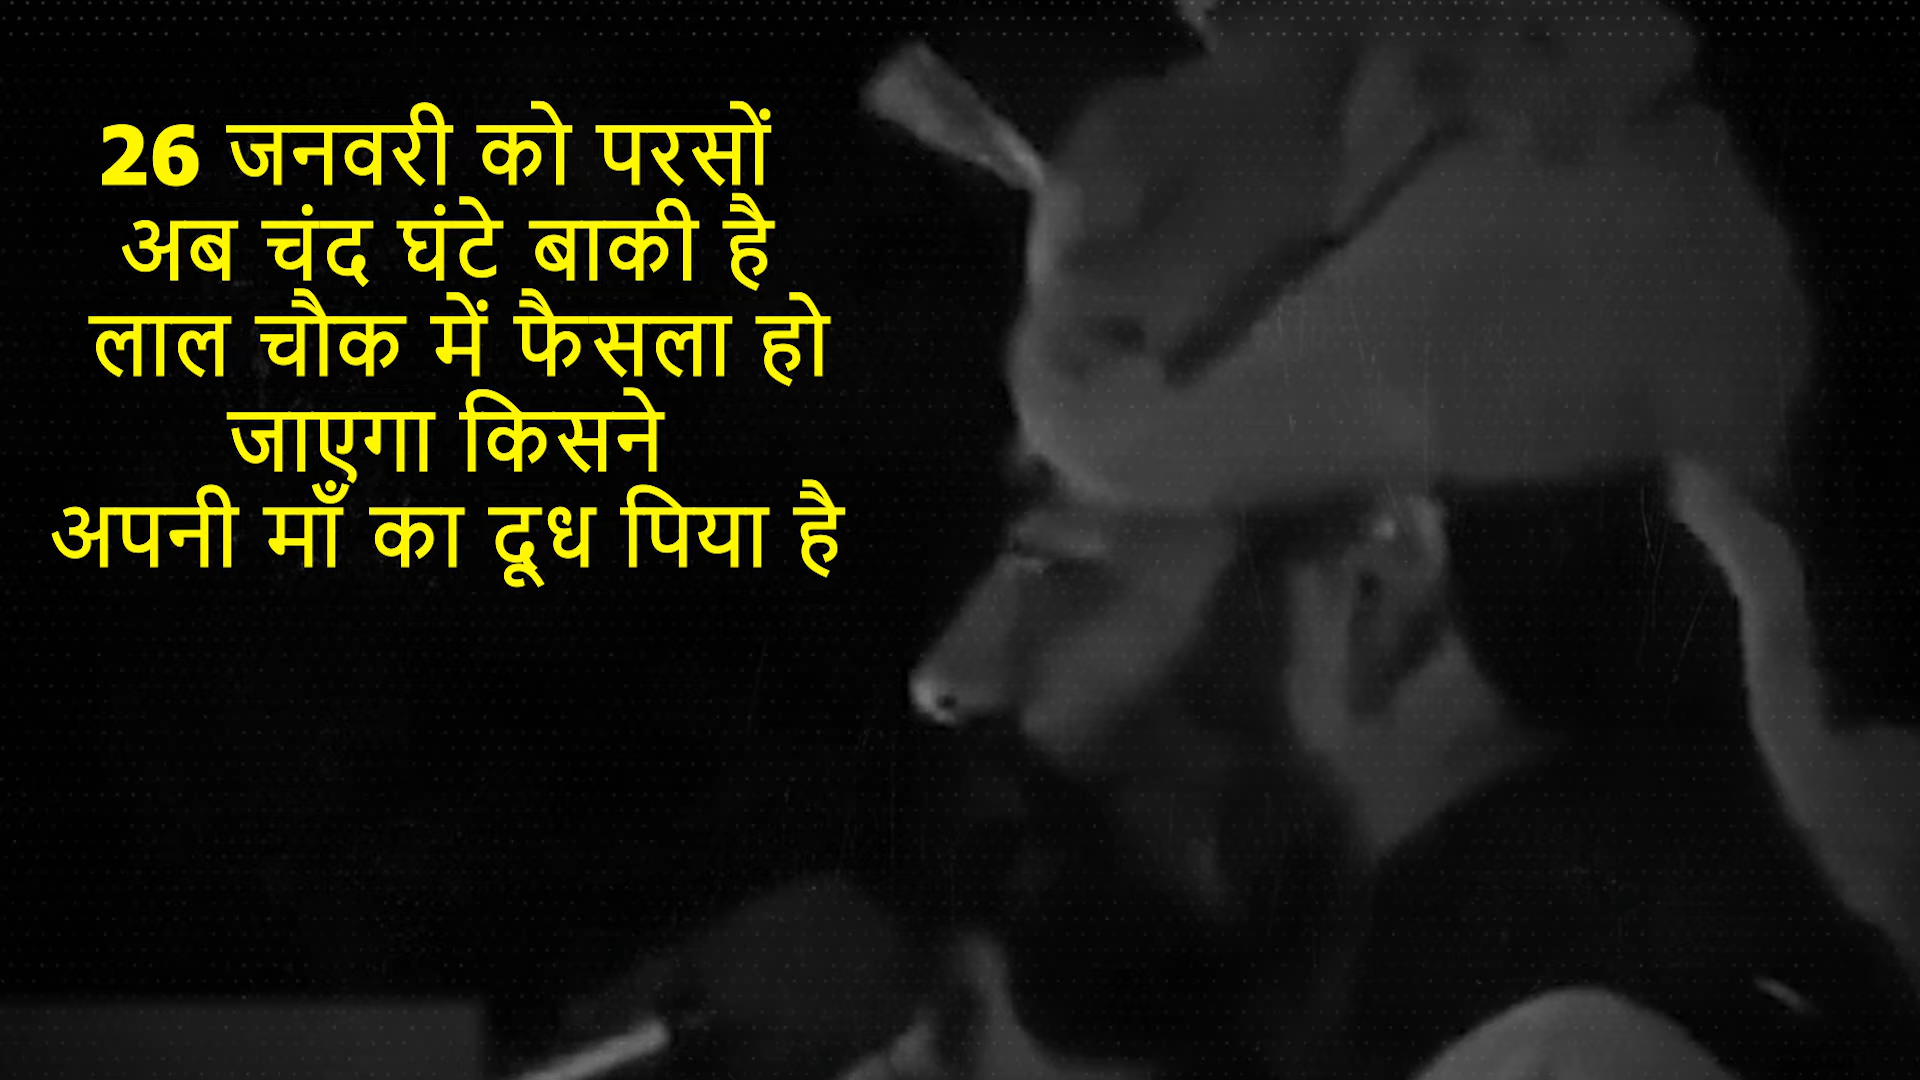 26 जनवरी को परसों
अब चंद घंटे बाकी है
लाल चौक में फैसला हो
जाएगा किसने
अपनी माँ का दूध पिया है